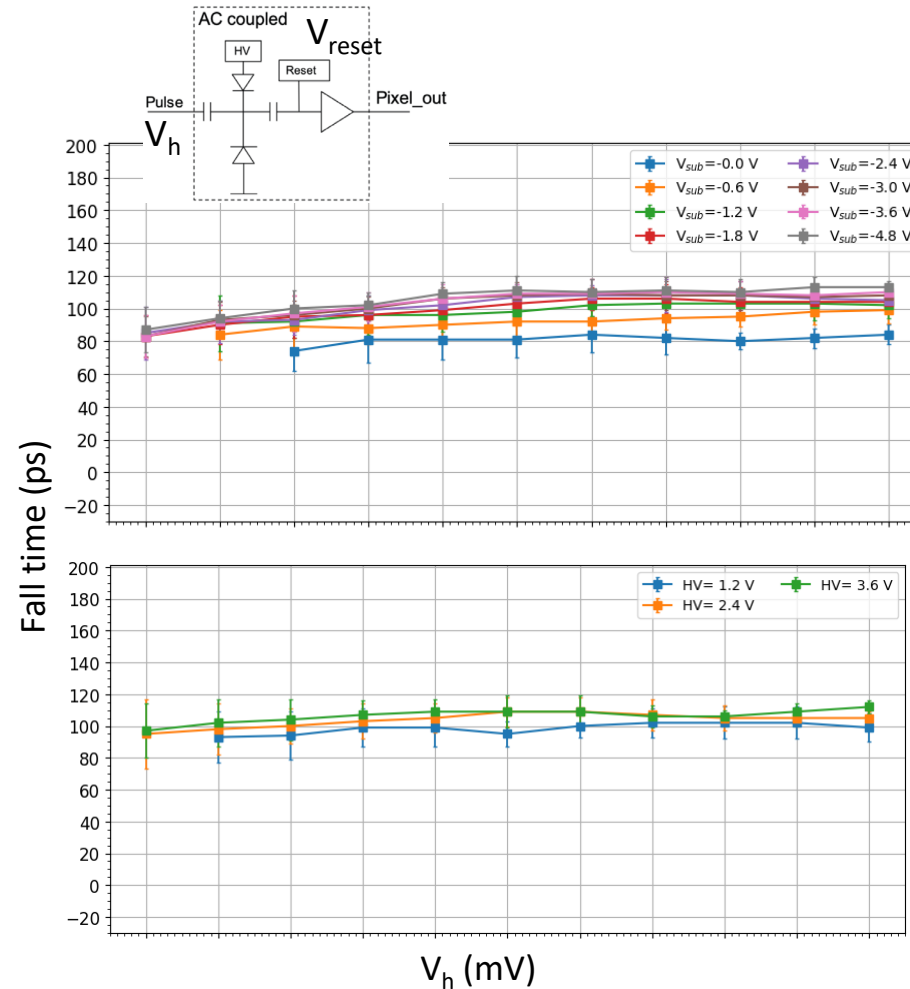 AC coupled
V_reset
HV
Reset
Pulse
Pixel_out
V_h
200
180
160
140
120
100
80
60
40
20
0
−20
V_sub=-0.0 V
V_sub=-0.6 V
V_sub=-1.2 V
V_sub=-1.8 V
V_sub=-2.4 V
V_sub=-3.0 V
V_sub=-3.6 V
V_sub=-4.8 V
Fall time (ps)
200
180
160
140
120
100
80
60
40
20
0
−20
HV= 1.2 V
HV= 2.4 V
HV= 3.6 V
V_h (mV)